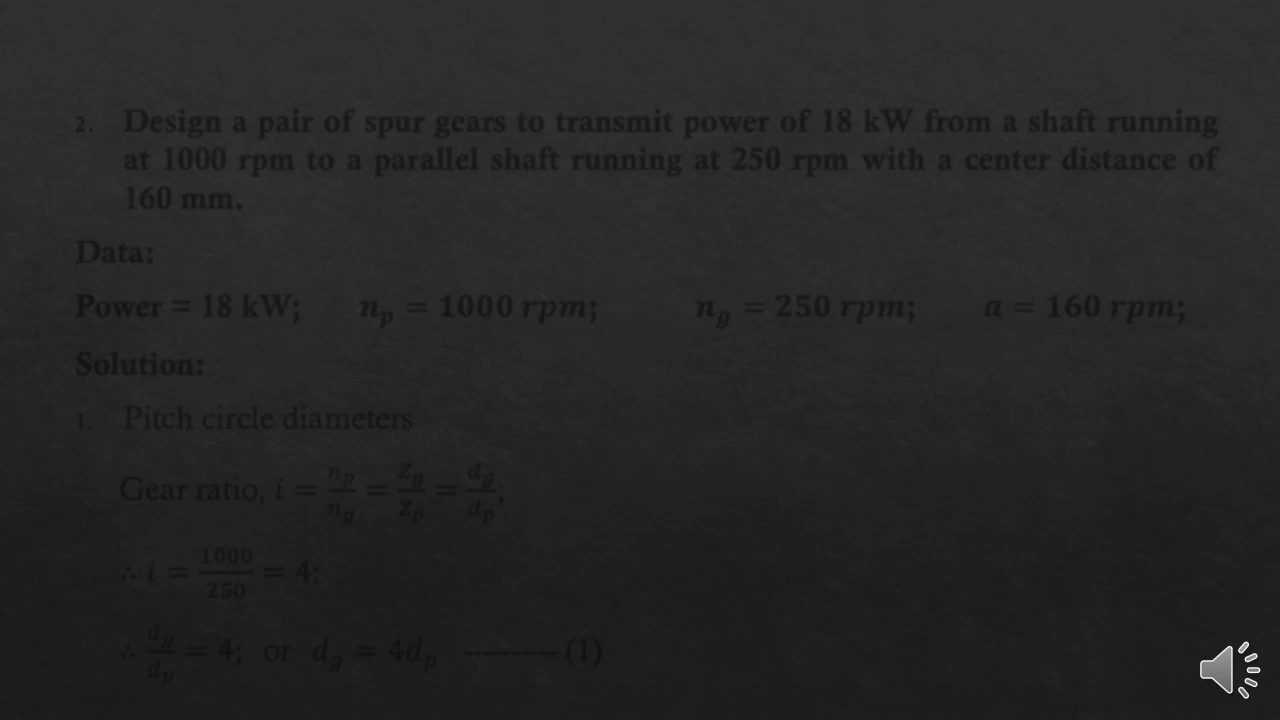 2. Design a pair of spur gears to transmit power of 18 kW from a shaft running
at 1000 rpm to a parallel shaft running at 250 rpm with a center distance of
160 mm.
Data:
Power = 18 kW; n_p = 1000 rpm; n_g = 250 rpm; a = 160 rpm;
Solution:
1. Pitch circle diameters
Gear ratio, i = n_p/n_g = Z_g/Z_p = d_g/d_p;
∴ i = 1000/250 = 4;
∴ d_g/d_p = 4; or d_g = 4d_p --------- (1)